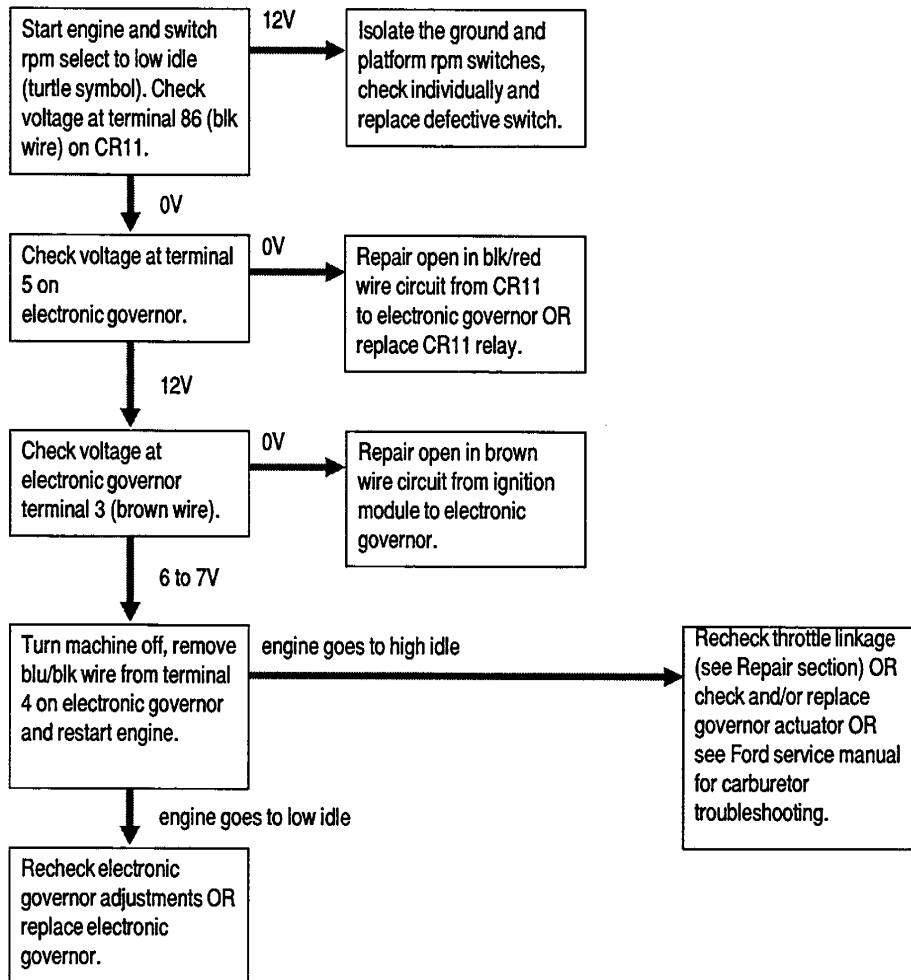 Start engine and switch
rpm select to low idle
(turtle symbol). Check
voltage at terminal 86 (blk
wire) on CR11.
12V
Isolate the ground and
platform rpm switches,
check individually and
replace defective switch.
0V
Check voltage at terminal
5 on
electronic governor.
0V
Repair open in blk/red
wire circuit from CR11
to electronic governor OR
replace CR11 relay.
12V
Check voltage at
electronic governor
terminal 3 (brown wire).
0V
Repair open in brown
wire circuit from ignition
module to electronic
governor.
6 to 7V
Turn machine off, remove
blu/blk wire from terminal
4 on electronic governor
and restart engine.
engine goes to high idle
Recheck throttle linkage
(see Repair section) OR
check and/or replace
governor actuator OR
see Ford service manual
for carburetor
troubleshooting.
engine goes to low idle
Recheck electronic
governor adjustments OR
replace electronic
governor.